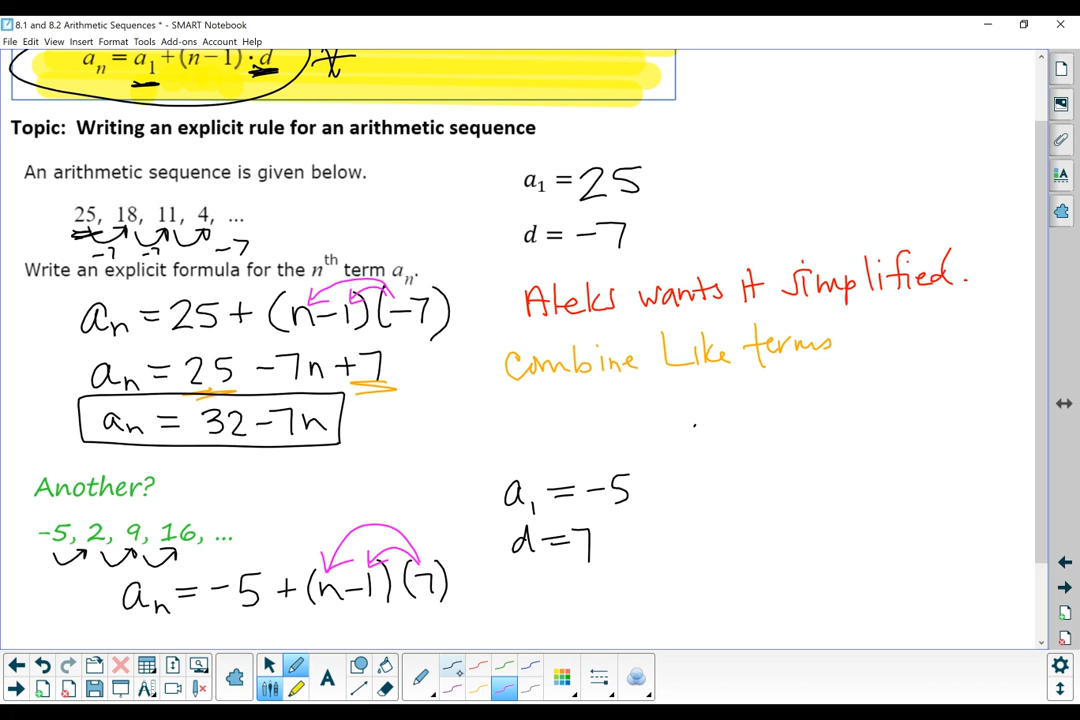 8.1 and 8.2 Arithmetic Sequences * - SMART Notebook
File Edit View Insert Format Tools Add-ons Account Help
aₙ = a₁ + (n − 1) · d
Topic: Writing an explicit rule for an arithmetic sequence
An arithmetic sequence is given below.
a₁ = 25
25, 18, 11, 4, ...
d = −7
−7 −7 −7
Write an explicit formula for the nᵗʰ term aₙ.
Aleks wants it simplified.
aₙ = 25 + (n−1)(−7)
Combine Like terms
aₙ = 25 − 7n + 7
aₙ = 32 − 7n
Another?
a₁ = −5
-5, 2, 9, 16, ...
d = 7
aₙ = −5 + (n−1)(7)